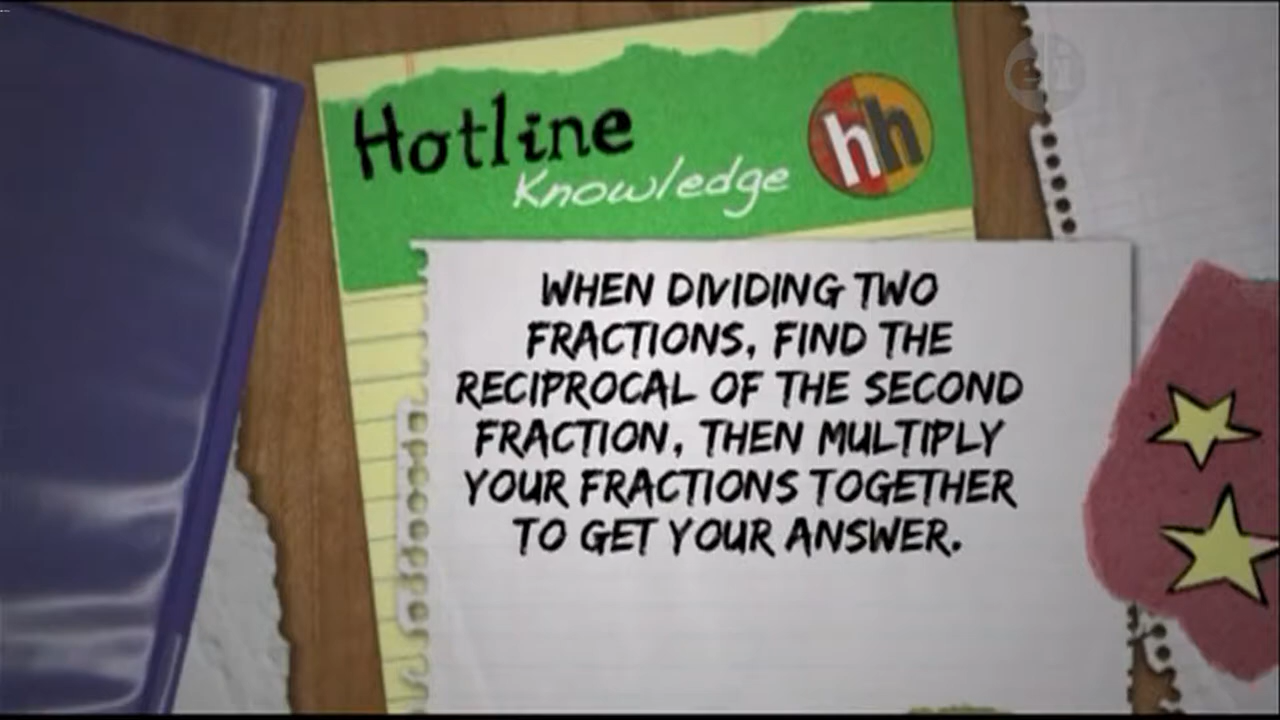 Hotline
Knowledge
hh
eki
WHEN DIVIDING TWO
FRACTIONS, FIND THE
RECIPROCAL OF THE SECOND
FRACTION, THEN MULTIPLY
YOUR FRACTIONS TOGETHER
TO GET YOUR ANSWER.